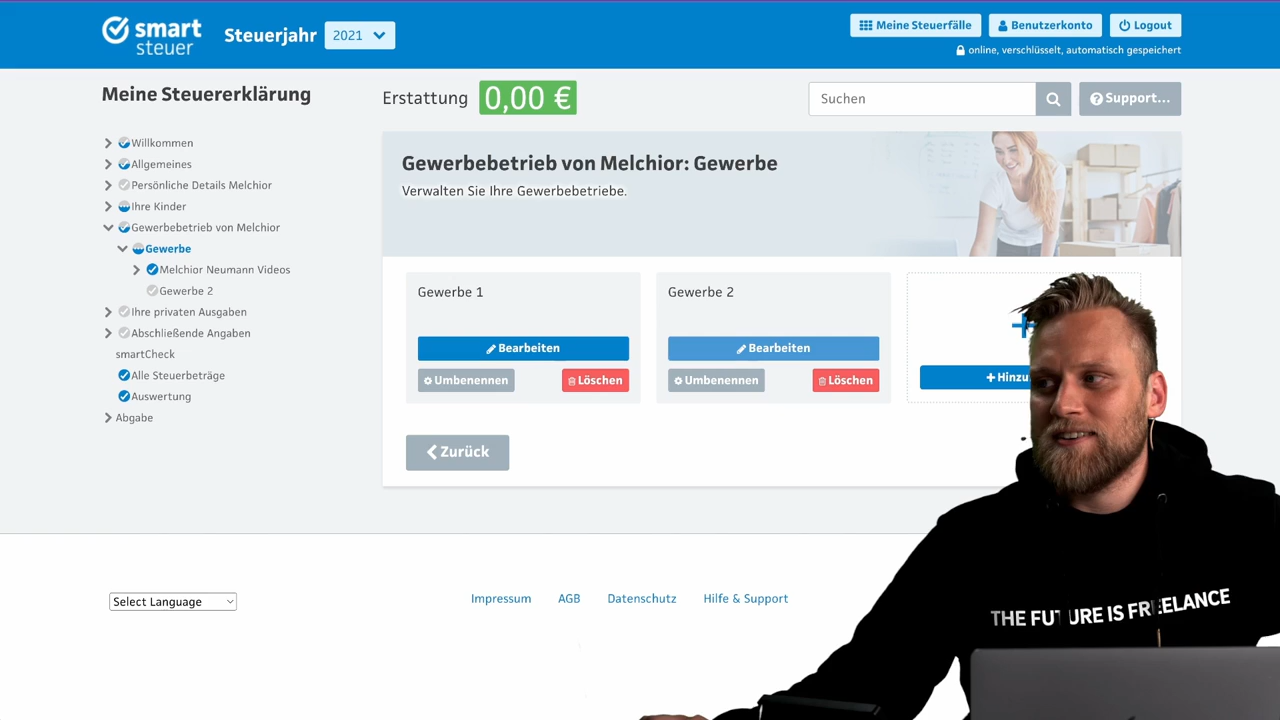 smart
steuer
Steuerjahr
2021
Meine Steuerfälle
Benutzerkonto
Logout
online, verschlüsselt, automatisch gespeichert
Meine Steuererklärung
Erstattung
0,00 €
Suchen
Support...
Willkommen
Allgemeines
Persönliche Details Melchior
Ihre Kinder
Gewerbebetrieb von Melchior
Gewerbe
Melchior Neumann Videos
Gewerbe 2
Ihre privaten Ausgaben
Abschließende Angaben
smartCheck
Alle Steuerbeträge
Auswertung
Abgabe
Gewerbebetrieb von Melchior: Gewerbe
Verwalten Sie Ihre Gewerbebetriebe.
Gewerbe 1
Bearbeiten
Umbenennen
Löschen
Gewerbe 2
Bearbeiten
Umbenennen
Löschen
Zurück
Select Language
Impressum
AGB
Datenschutz
Hilfe & Support
THE FUTURE IS FREELANCE